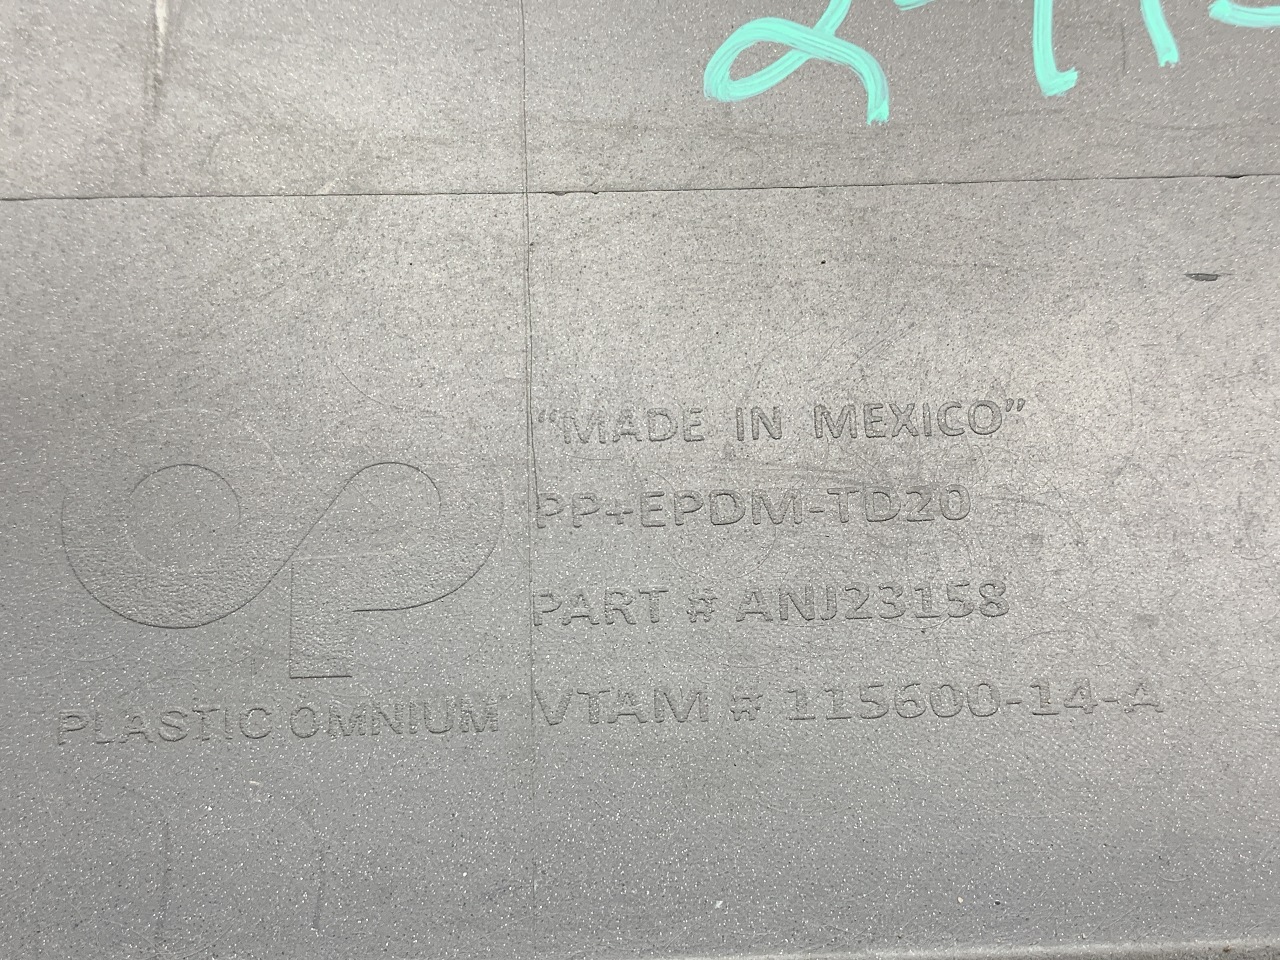 "MADE IN MEXICO"
PP+EPDM-TD20
PART # ANJ23158
PLASTIC OMNIUM VTAM # 115600-14-A